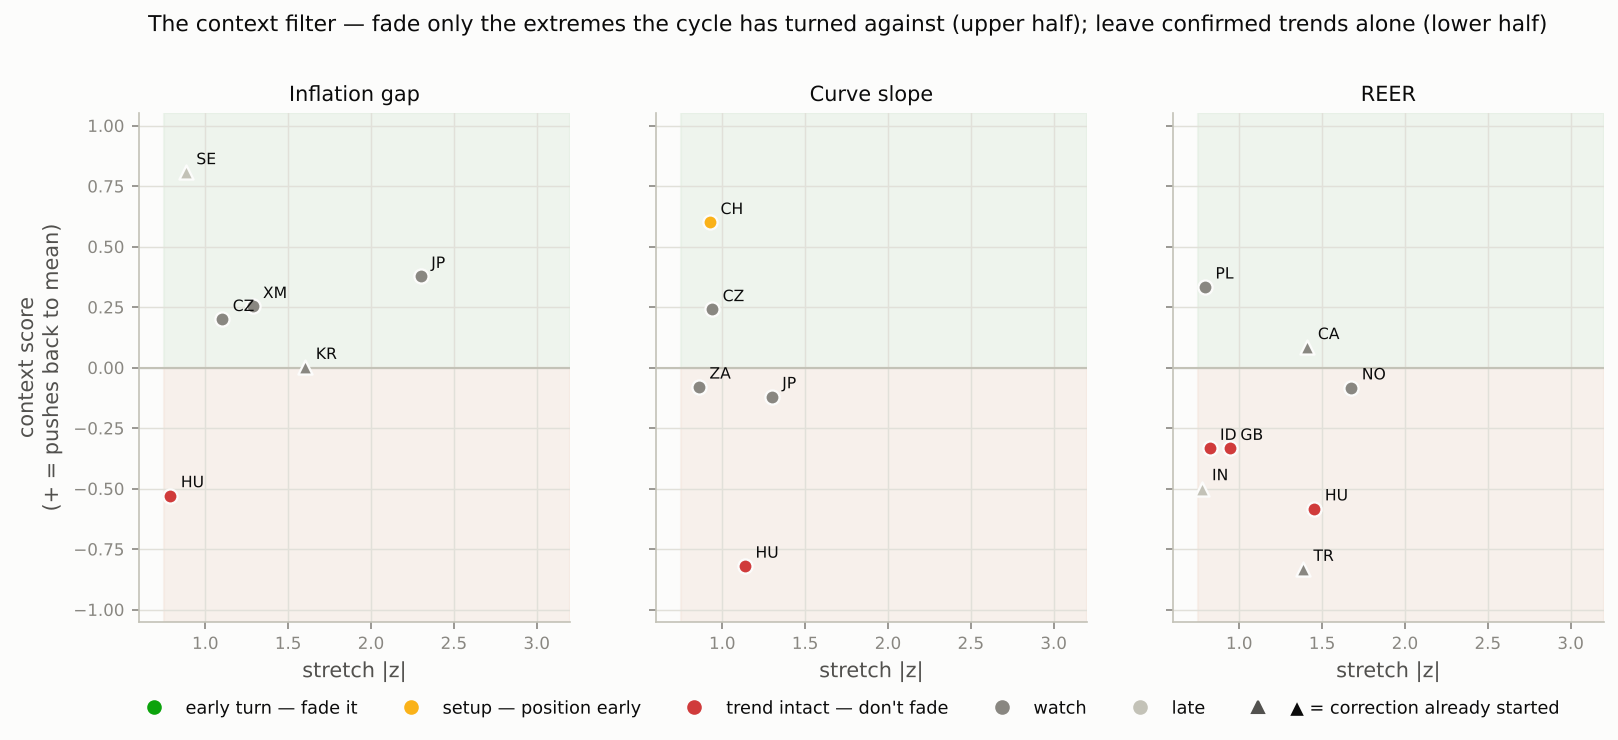 The context filter — fade only the extremes the cycle has turned against (upper half); leave confirmed trends alone (lower half)
Inflation gap
Curve slope
REER
context score
(+ = pushes back to mean)
1.00
0.75
0.50
0.25
0.00
−0.25
−0.50
−0.75
−1.00
SE
JP
XM
CZ
KR
HU
1.0 1.5 2.0 2.5 3.0
stretch |z|
CH
CZ
ZA
JP
HU
1.0 1.5 2.0 2.5 3.0
stretch |z|
PL
CA
NO
ID GB
IN
HU
TR
1.0 1.5 2.0 2.5 3.0
stretch |z|
early turn — fade it
setup — position early
trend intact — don't fade
watch
late
▲ = correction already started